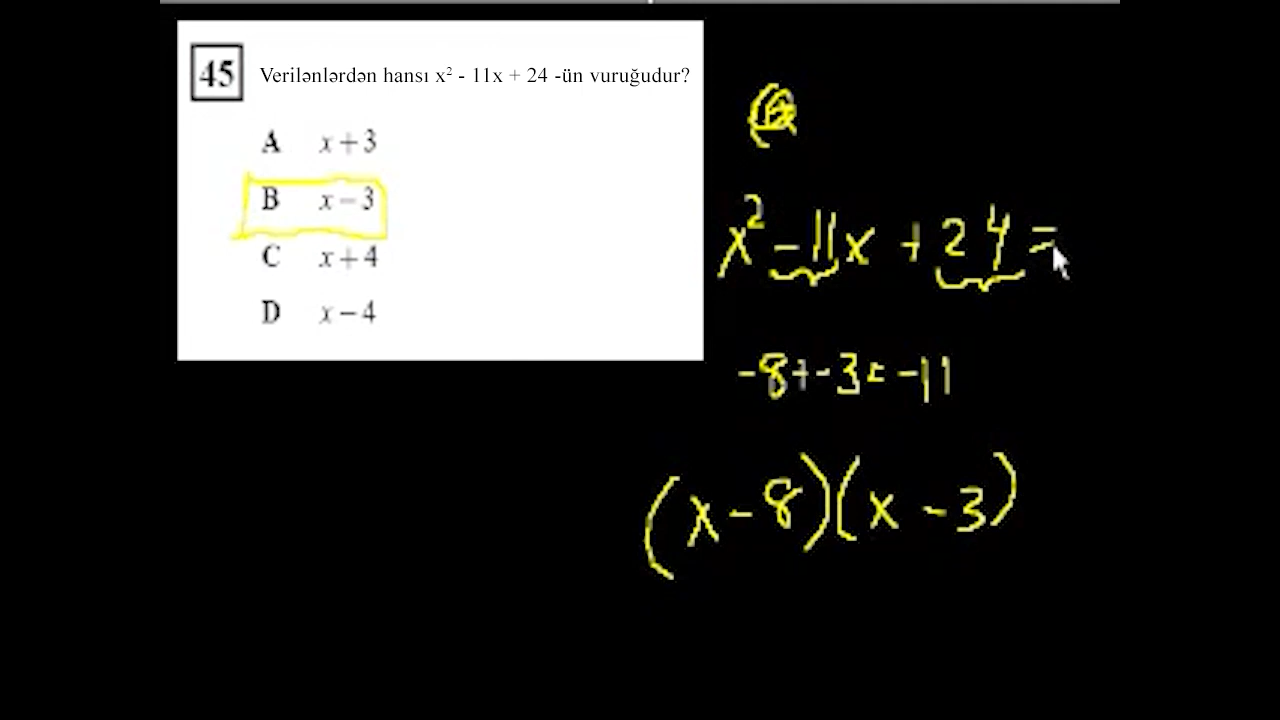 45 Verilənlərdən hansı x² - 11x + 24 -ün vuruğudur?
A x+3
B x−3
C x+4
D x−4
x² −11x + 24 =
-8+-3=-11
(x-8)(x-3)